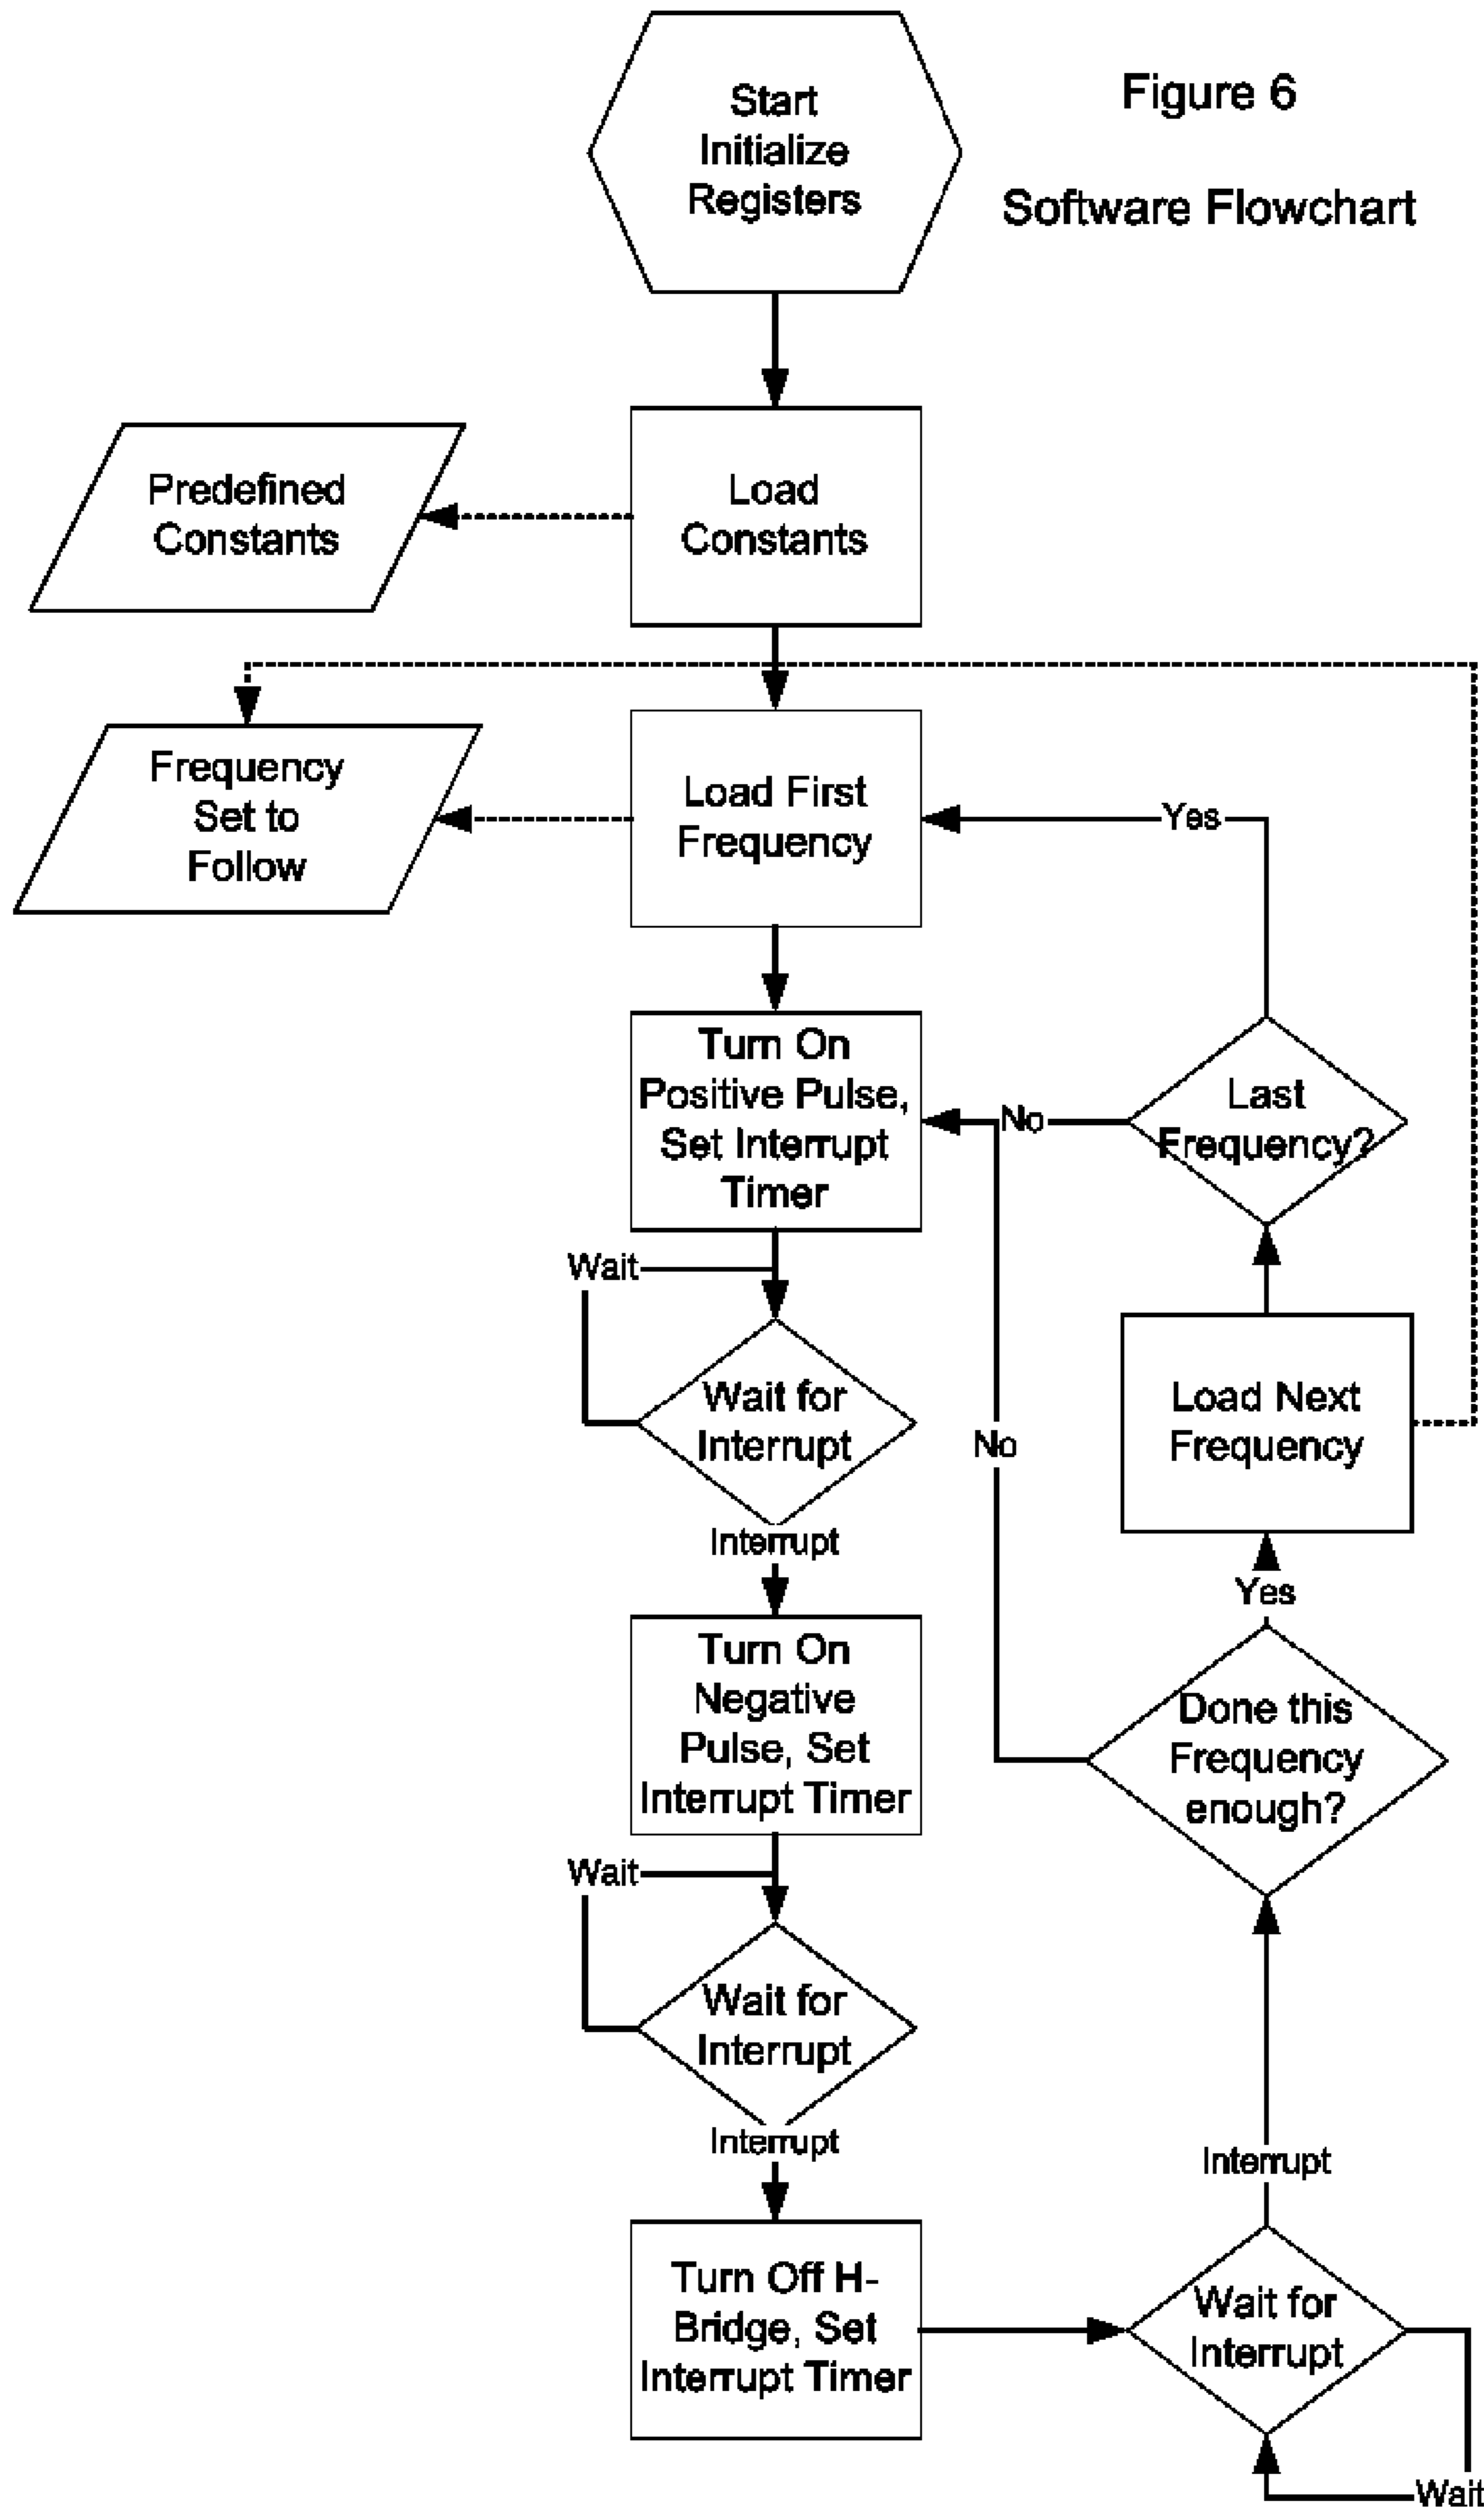 Figure 6
Software Flowchart
Start
Initialize
Registers
Predefined
Constants
Load
Constants
Frequency
Set to
Follow
Load First
Frequency
Yes
Turn On
Positive Pulse,
Set Interrupt
Timer
No
Last
Frequency?
Wait
Wait for
Interrupt
No
Load Next
Frequency
Interrupt
Yes
Turn On
Negative
Pulse, Set
Interrupt Timer
Done this
Frequency
enough?
Wait
Wait for
Interrupt
Interrupt
Interrupt
Turn Off H-
Bridge, Set
Interrupt Timer
Wait for
Interrupt
Wait